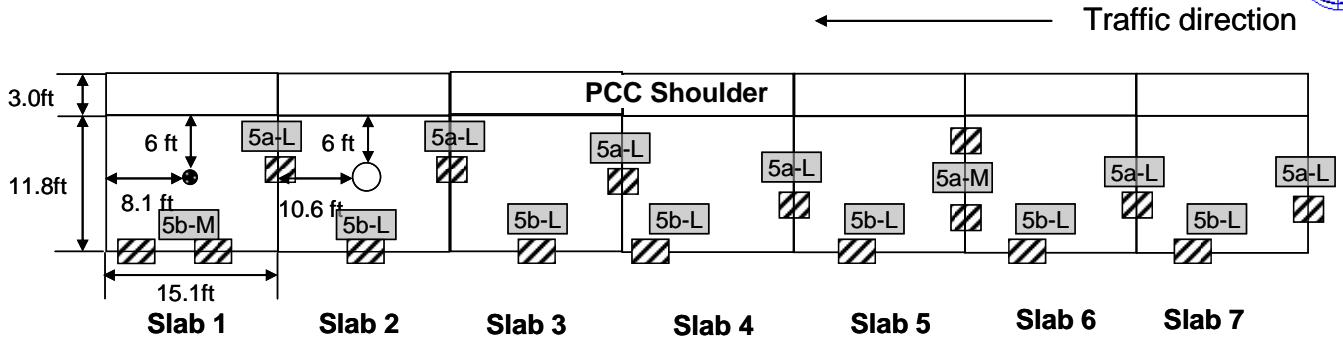 Traffic direction
3.0ft
PCC Shoulder
6 ft
5a-L
6 ft
5a-L
5a-L
5a-L
5a-M
5a-L
5a-L
11.8ft
8.1 ft
10.6 ft
5b-M
5b-L
5b-L
5b-L
5b-L
5b-L
5b-L
15.1ft
Slab 1
Slab 2
Slab 3
Slab 4
Slab 5
Slab 6
Slab 7